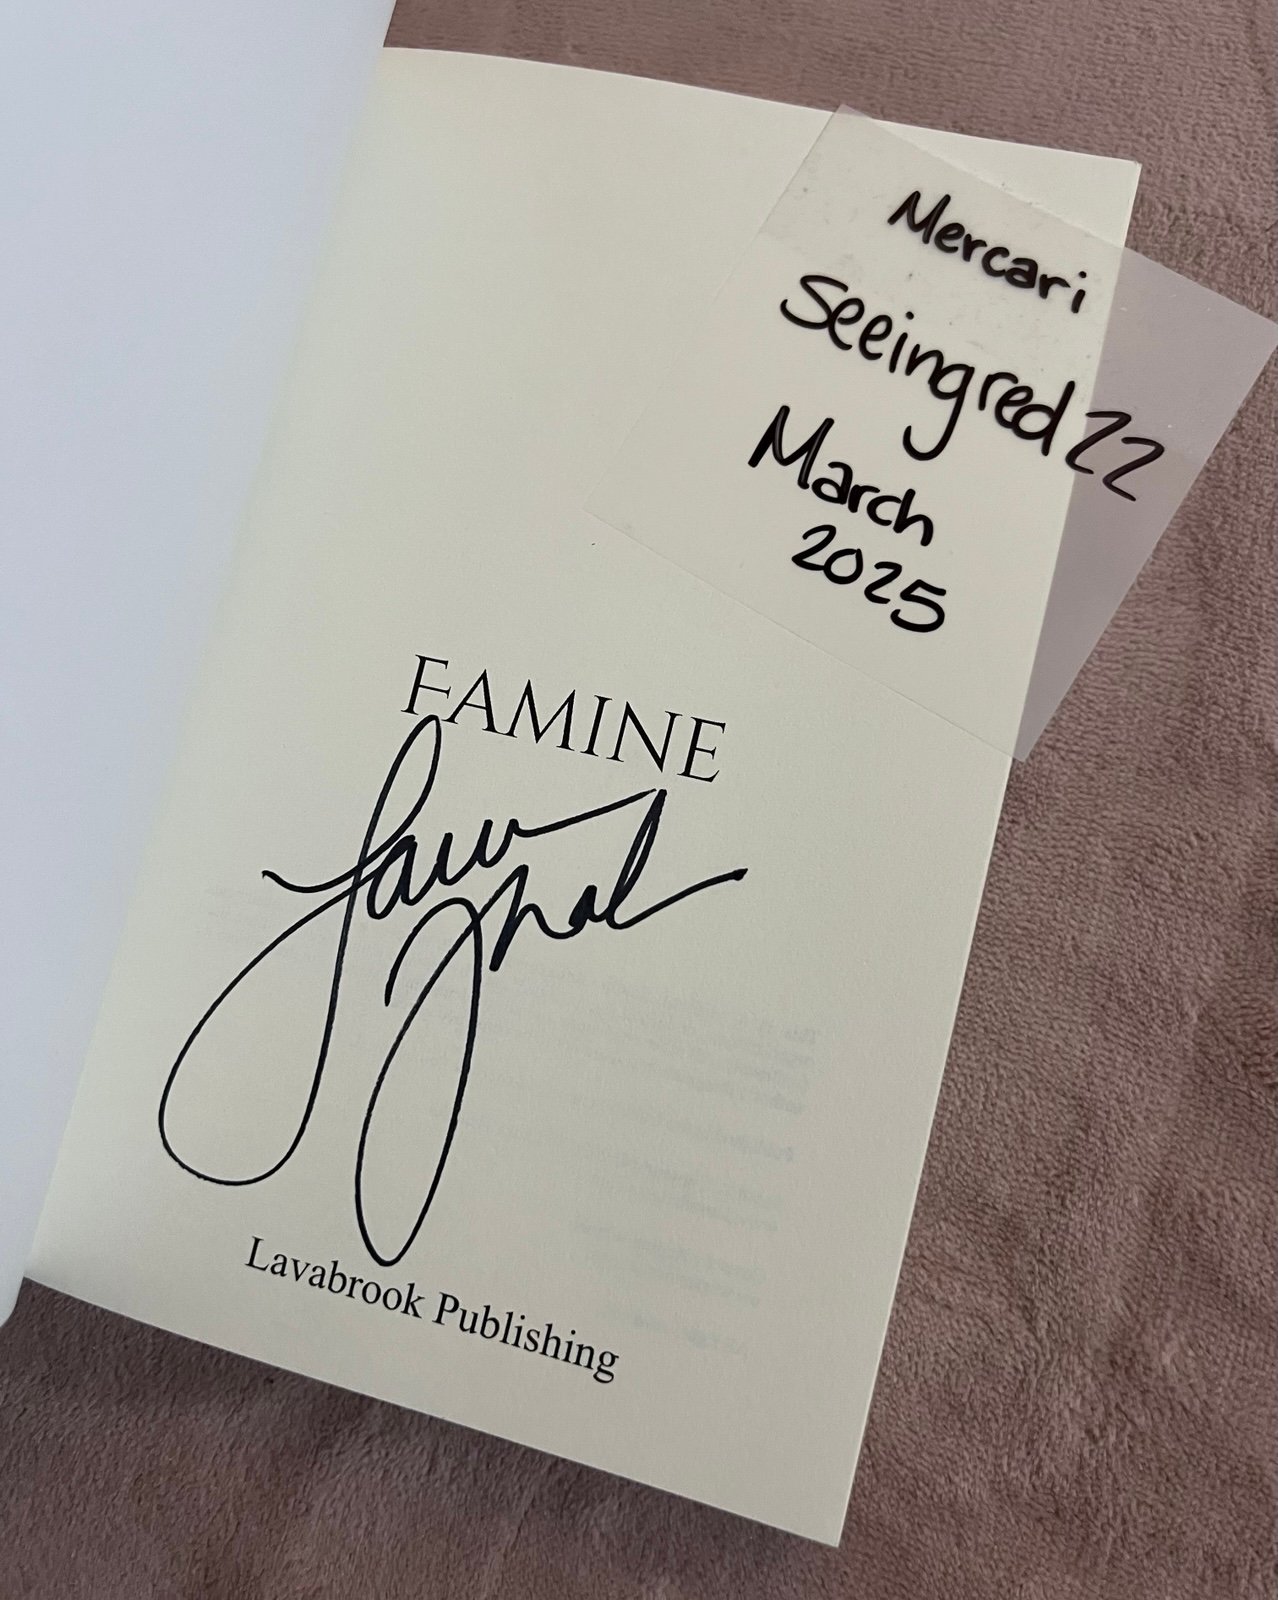 Mercari
Seeingred22
March
2025
FAMINE
Lavabrook Publishing